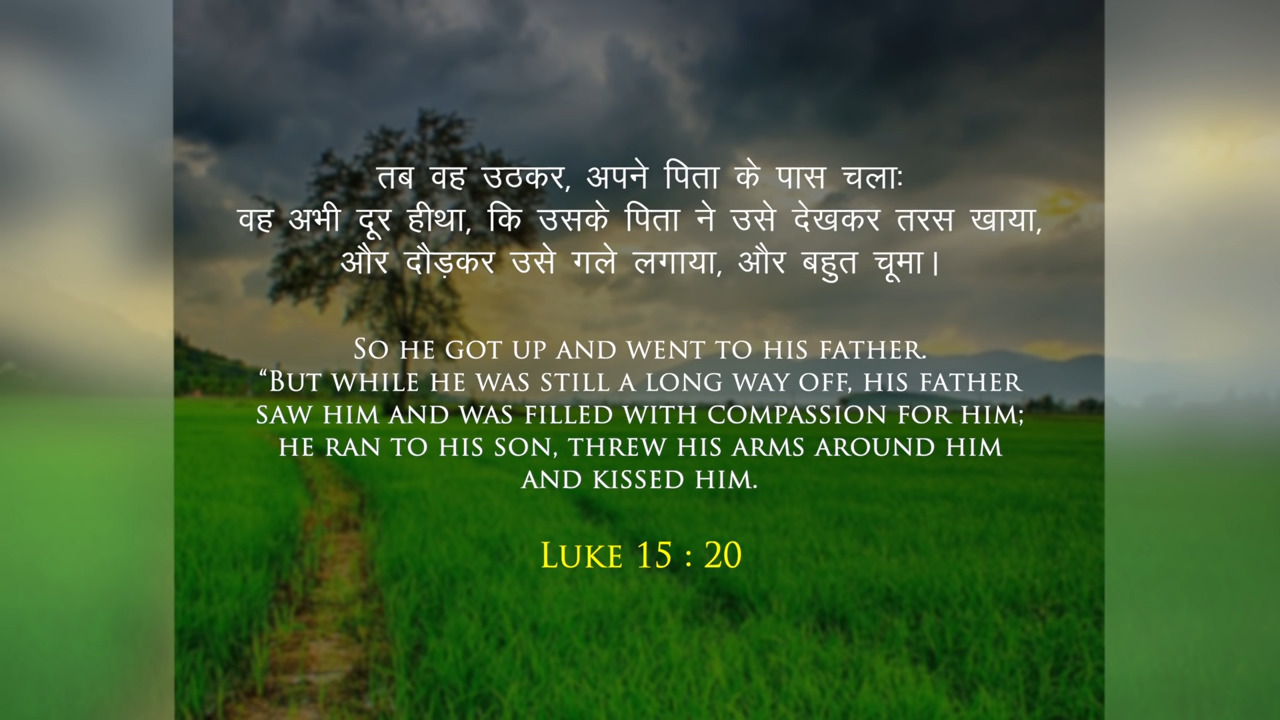 तब वह उठकर, अपने पिता के पास चलाः
वह अभी दूर हीथा, कि उसके पिता ने उसे देखकर तरस खाया,
और दौड़कर उसे गले लगाया, और बहुत चूमा।
So he got up and went to his father.
“But while he was still a long way off, his father
saw him and was filled with compassion for him;
he ran to his son, threw his arms around him
and kissed him.
Luke 15 : 20